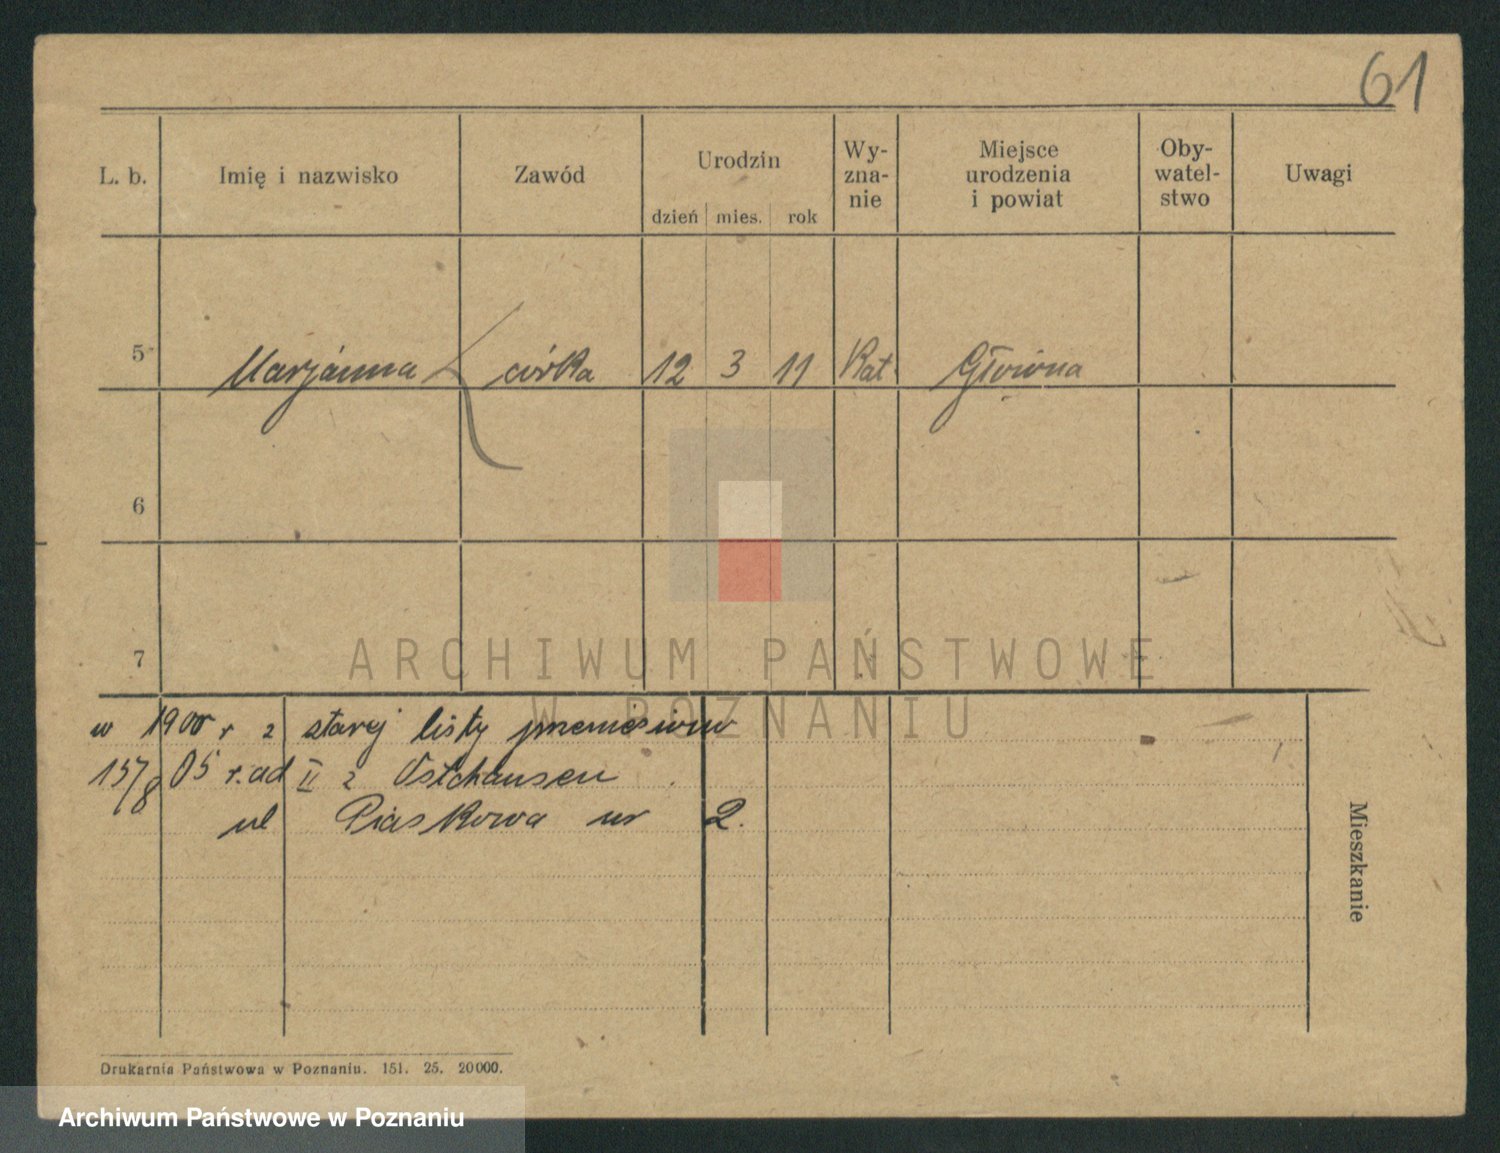 61
L. b. Imię i nazwisko Zawód Urodzin dzień mies. rok Wy-zna-nie Miejsce urodzenia i powiat Oby-watel-stwo Uwagi
5 Marjanna córka 12 3 11 Kat Główna
6
7
ARCHIWUM PAŃSTWOWE
W POZNANIU
w 1900 r z starej listy
15/8 05 r. ad II z
ul Piaskowa nr 2.
Mieszkanie
Drukarnia Państwowa w Poznaniu. 151. 25. 20000.
Archiwum Państwowe w Poznaniu